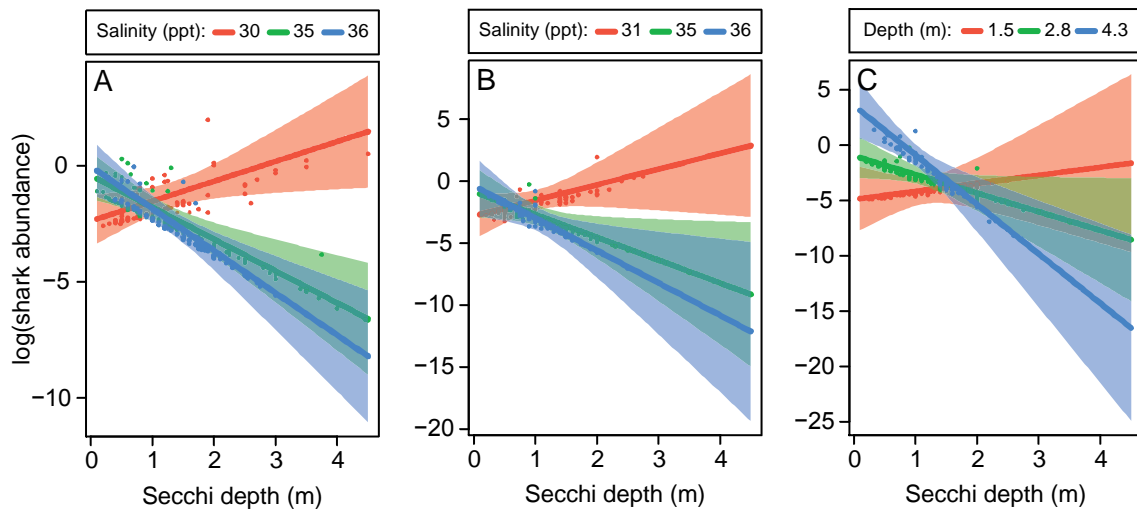 Salinity (ppt): 30 35 36
Salinity (ppt): 31 35 36
Depth (m): 1.5 2.8 4.3
A
B
C
log(shark abundance)
0
−5
−10
5
0
−5
−10
−15
−20
5
0
−5
−10
−15
−20
−25
0 1 2 3 4
0 1 2 3 4
0 1 2 3 4
Secchi depth (m)
Secchi depth (m)
Secchi depth (m)